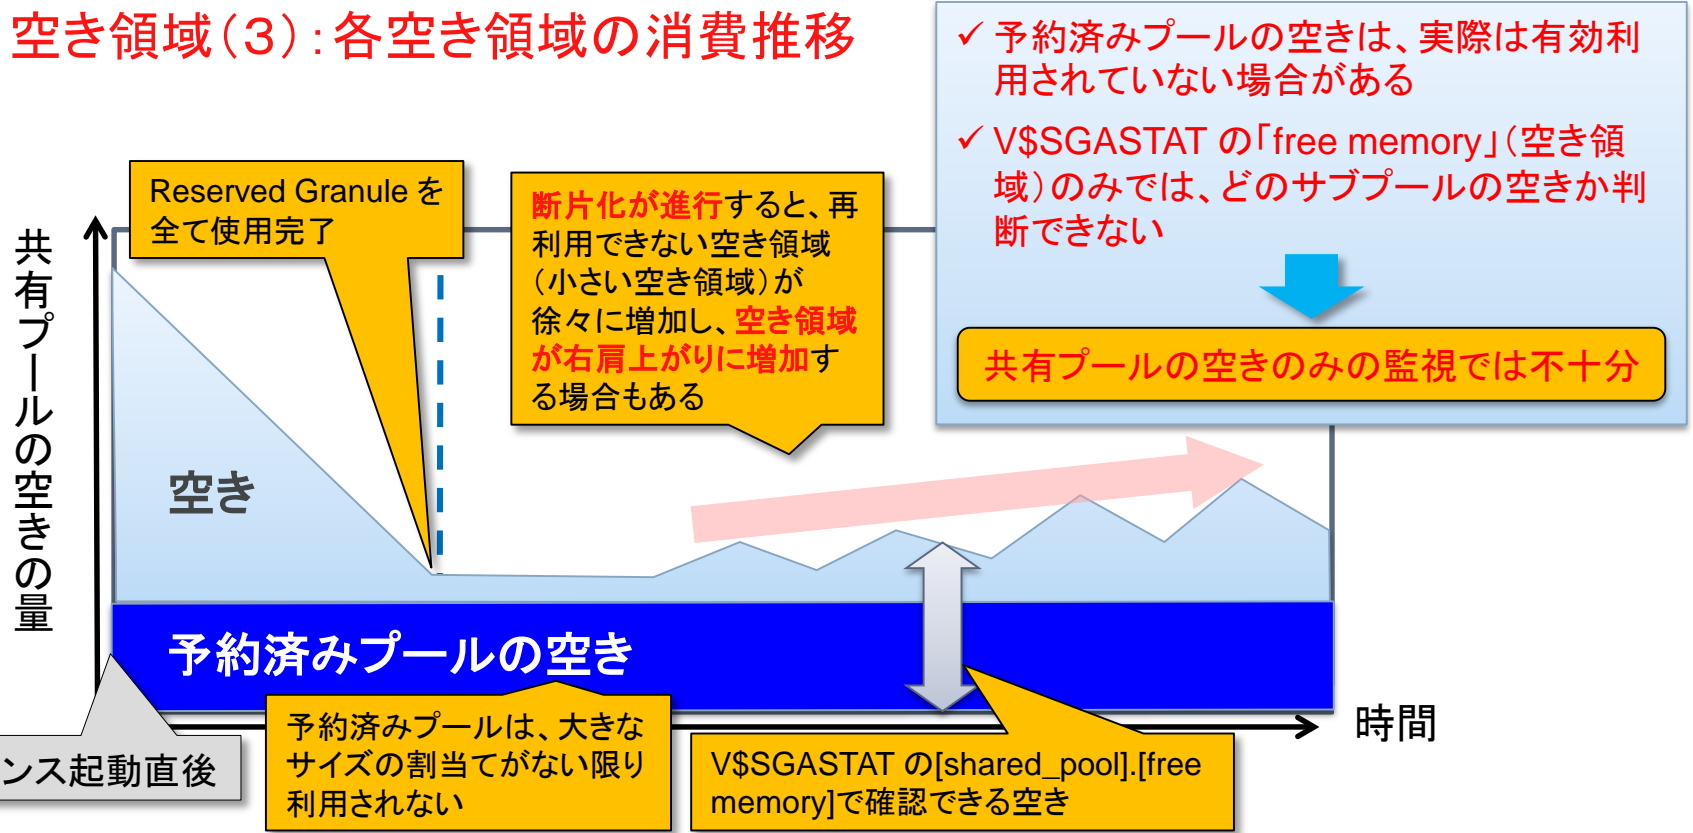 空き領域（３）：各空き領域の消費推移
✓ 予約済みプールの空きは、実際は有効利
用されていない場合がある
✓ V$SGASTAT の「free memory」（空き領
域）のみでは、どのサブプールの空きか判
断できない
共有プールの空きのみの監視では不十分
Reserved Granule を
全て使用完了
断片化が進行すると、再
利用できない空き領域
（小さい空き領域）が
徐々に増加し、空き領域
が右肩上がりに増加す
る場合もある
共有プールの空きの量
空き
予約済みプールの空き
時間
ンス起動直後
予約済みプールは、大きな
サイズの割当てがない限り
利用されない
V$SGASTAT の[shared_pool].[free
memory]で確認できる空き